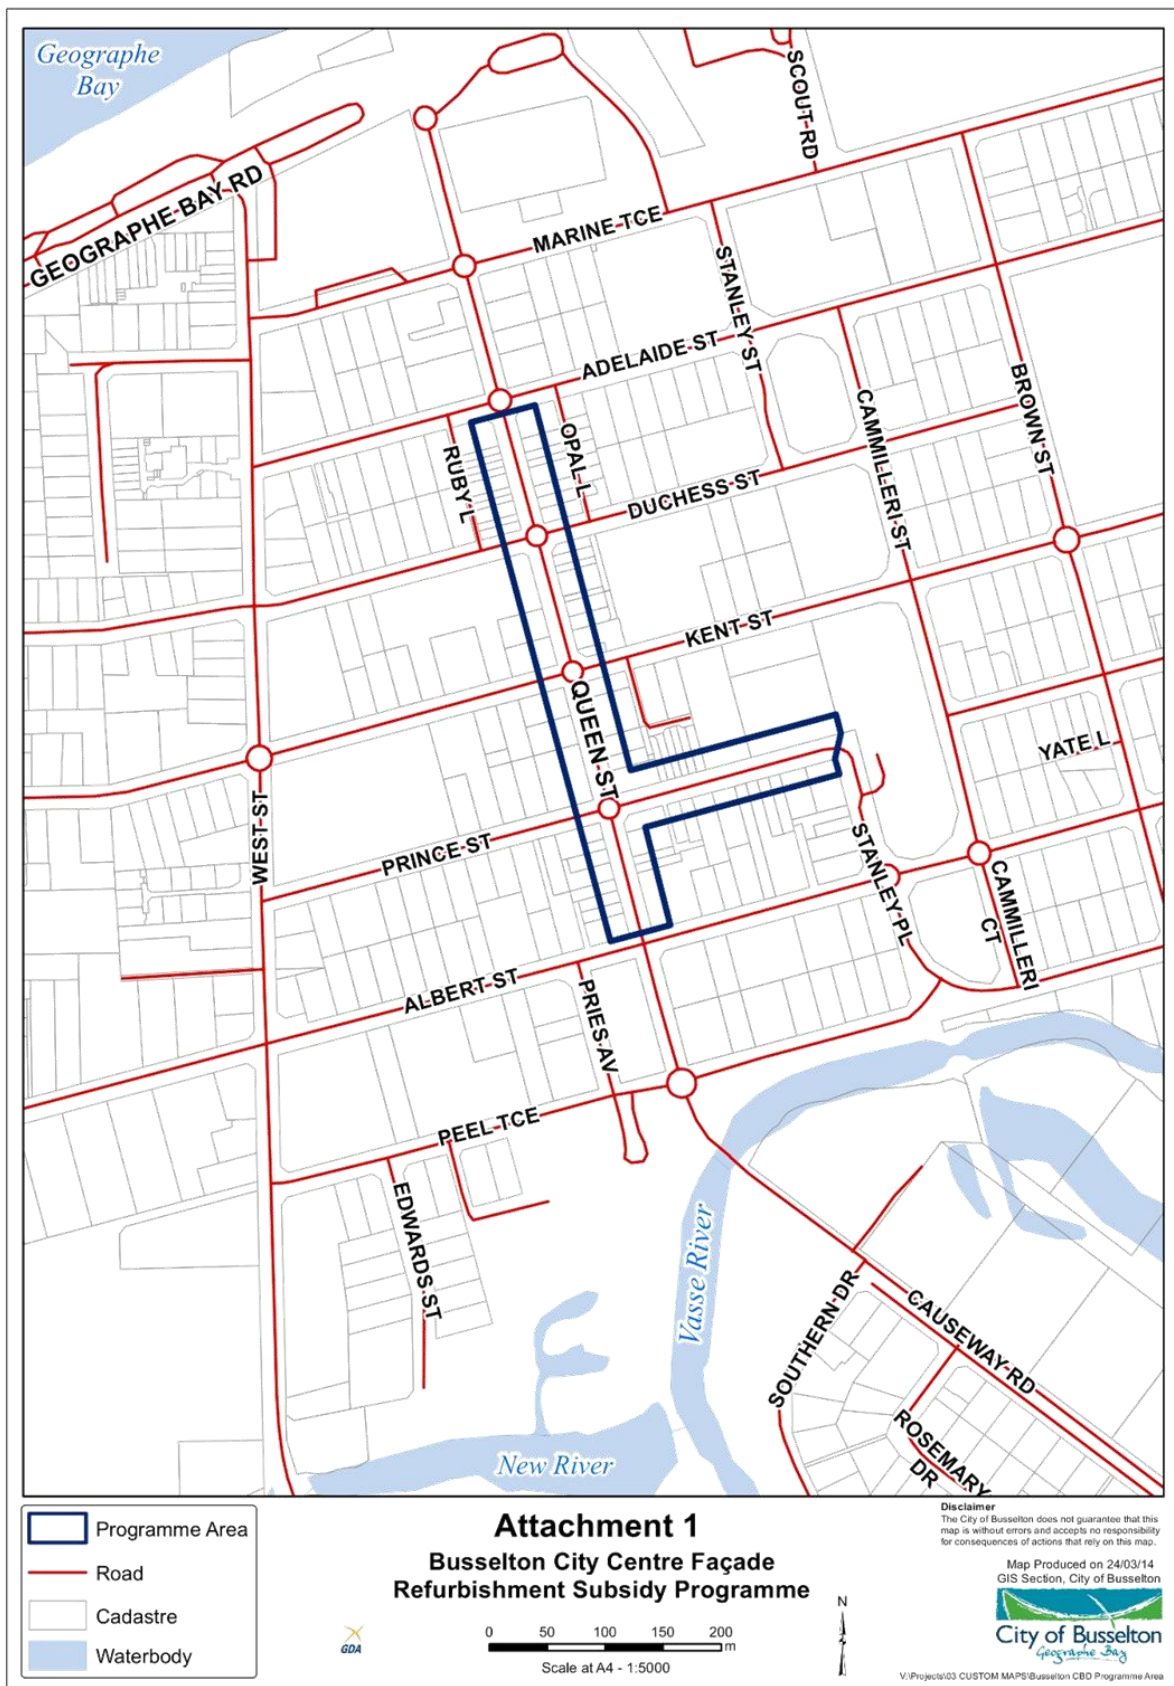 Geographe
Bay
SCOUT-RD
GEOGRAPHE-BAY-RD
MARINE-TCE
STANLEY-ST
ADELAIDE-ST
BROWN-ST
CAMMILLERI-ST
OPAL-L
RUBY-L
DUCHESS-ST
KENT-ST
QUEEN-ST
YATE L
WEST-ST
PRINCE-ST
STANLEY-PL
CAMMILLERI
CT
ALBERT-ST
PRIES-AV
PEEL-TCE
EDWARDS-ST
Vasse River
SOUTHERN-DR
CAUSEWAY-RD
ROSEMARY
DR
New River
Programme Area
Road
Cadastre
Waterbody
Attachment 1
Busselton City Centre Façade
Refurbishment Subsidy Programme
GDA
0 50 100 150 200
m
Scale at A4 - 1:5000
N
Disclaimer
The City of Busselton does not guarantee that this
map is without errors and accepts no responsibility
for consequences of actions that rely on this map.
Map Produced on 24/03/14
GIS Section, City of Busselton
City of Busselton
Geographe Bay
V:\Projects\03 CUSTOM MAPS\Busselton CBD Programme Area